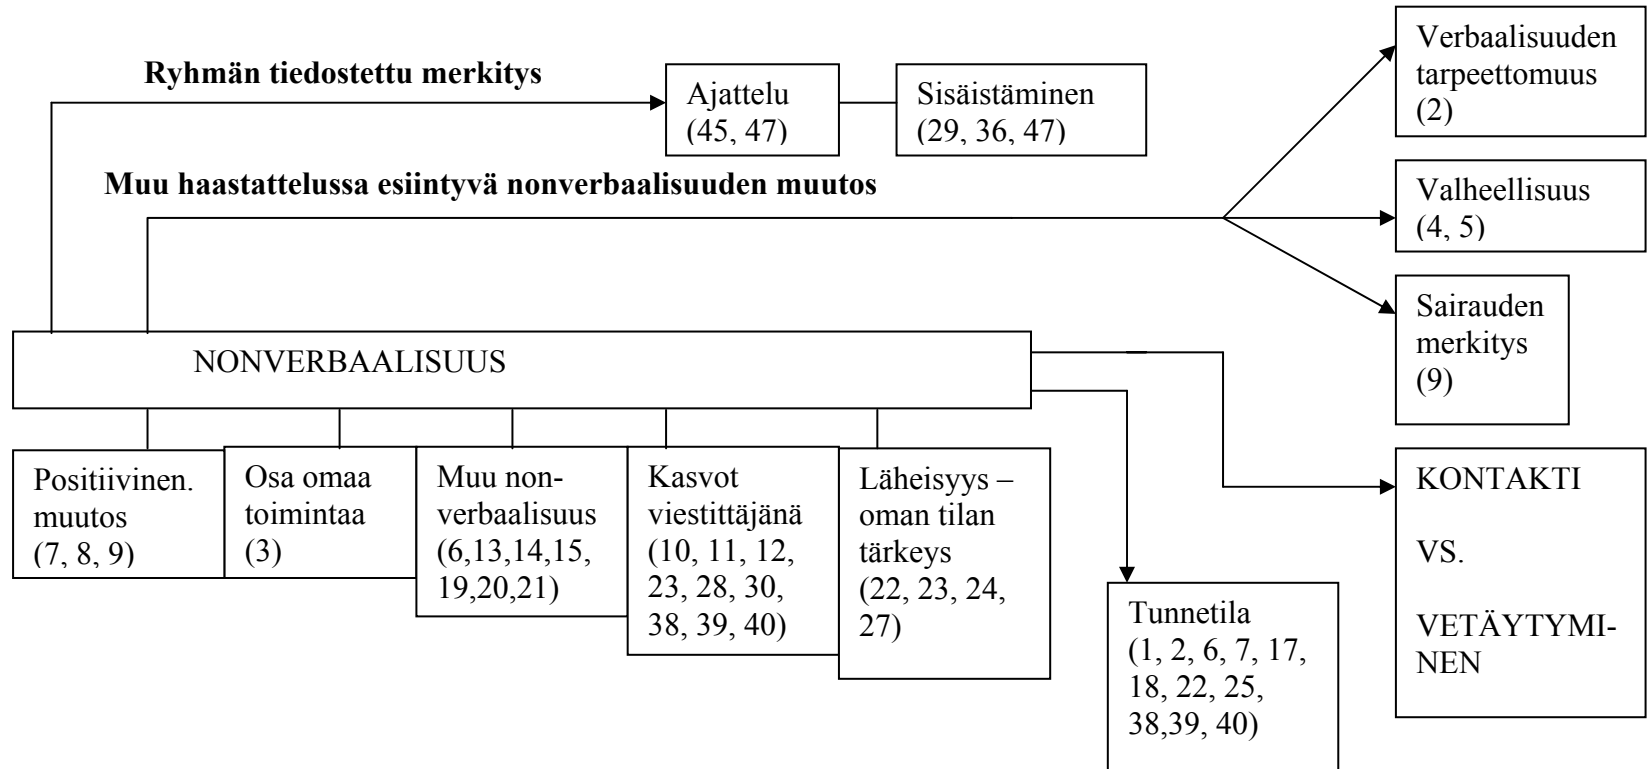 Ryhmän tiedostettu merkitys
Ajattelu
(45, 47)
Sisäistäminen
(29, 36, 47)
Verbaalisuuden
tarpeettomuus
(2)
Muu haastattelussa esiintyvä nonverbaalisuuden muutos
Valheellisuus
(4, 5)
Sairauden
merkitys
(9)
NONVERBAALISUUS
Positiivinen.
muutos
(7, 8, 9)
Osa omaa
toimintaa
(3)
Muu non-
verbaalisuus
(6,13,14,15,
19,20,21)
Kasvot
viestittäjänä
(10, 11, 12,
23, 28, 30,
38, 39, 40)
Läheisyys –
oman tilan
tärkeys
(22, 23, 24,
27)
Tunnetila
(1, 2, 6, 7, 17,
18, 22, 25,
38,39, 40)
KONTAKTI
VS.
VETÄYTYMI-
NEN